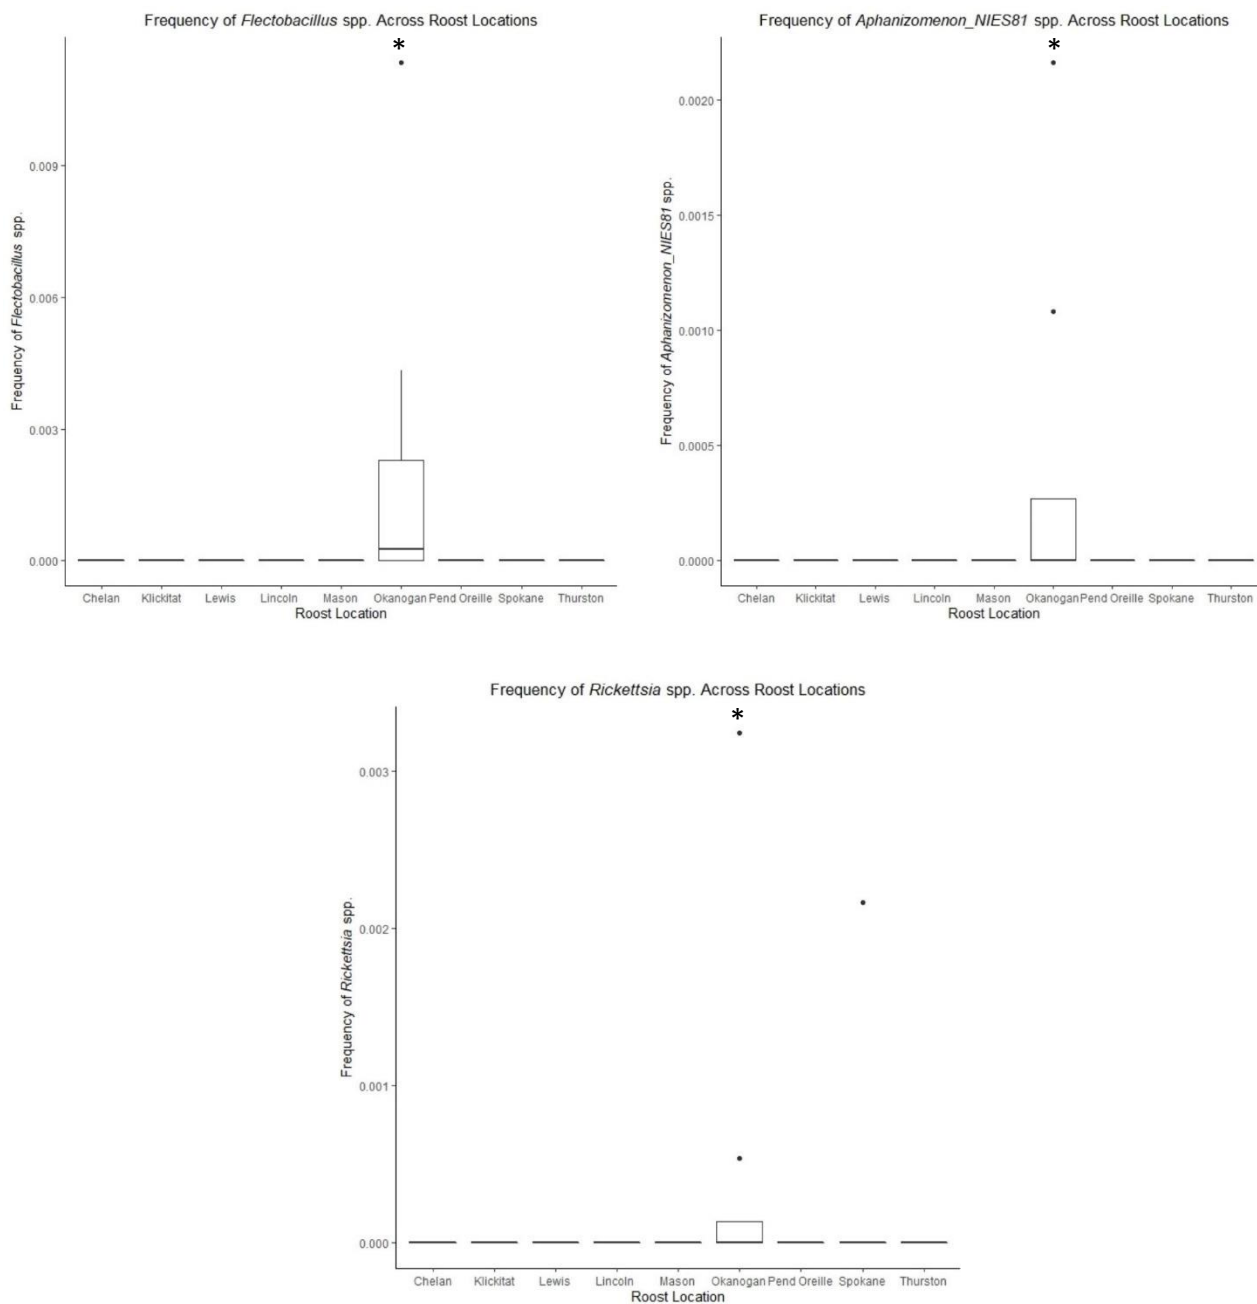 Frequency of Flectobacillus spp. Across Roost Locations
*
Frequency of Flectobacillus spp.
0.009
0.006
0.003
0.000
Chelan Klickitat Lewis Lincoln Mason Okanogan Pend Oreille Spokane Thurston
Roost Location
Frequency of Aphanizomenon_NIES81 spp. Across Roost Locations
*
Frequency of Aphanizomenon_NIES81 spp.
0.0020
0.0015
0.0010
0.0005
0.0000
Chelan Klickitat Lewis Lincoln Mason Okanogan Pend Oreille Spokane Thurston
Roost Location
Frequency of Rickettsia spp. Across Roost Locations
*
Frequency of Rickettsia spp.
0.003
0.002
0.001
0.000
Chelan Klickitat Lewis Lincoln Mason Okanogan Pend Oreille Spokane Thurston
Roost Location